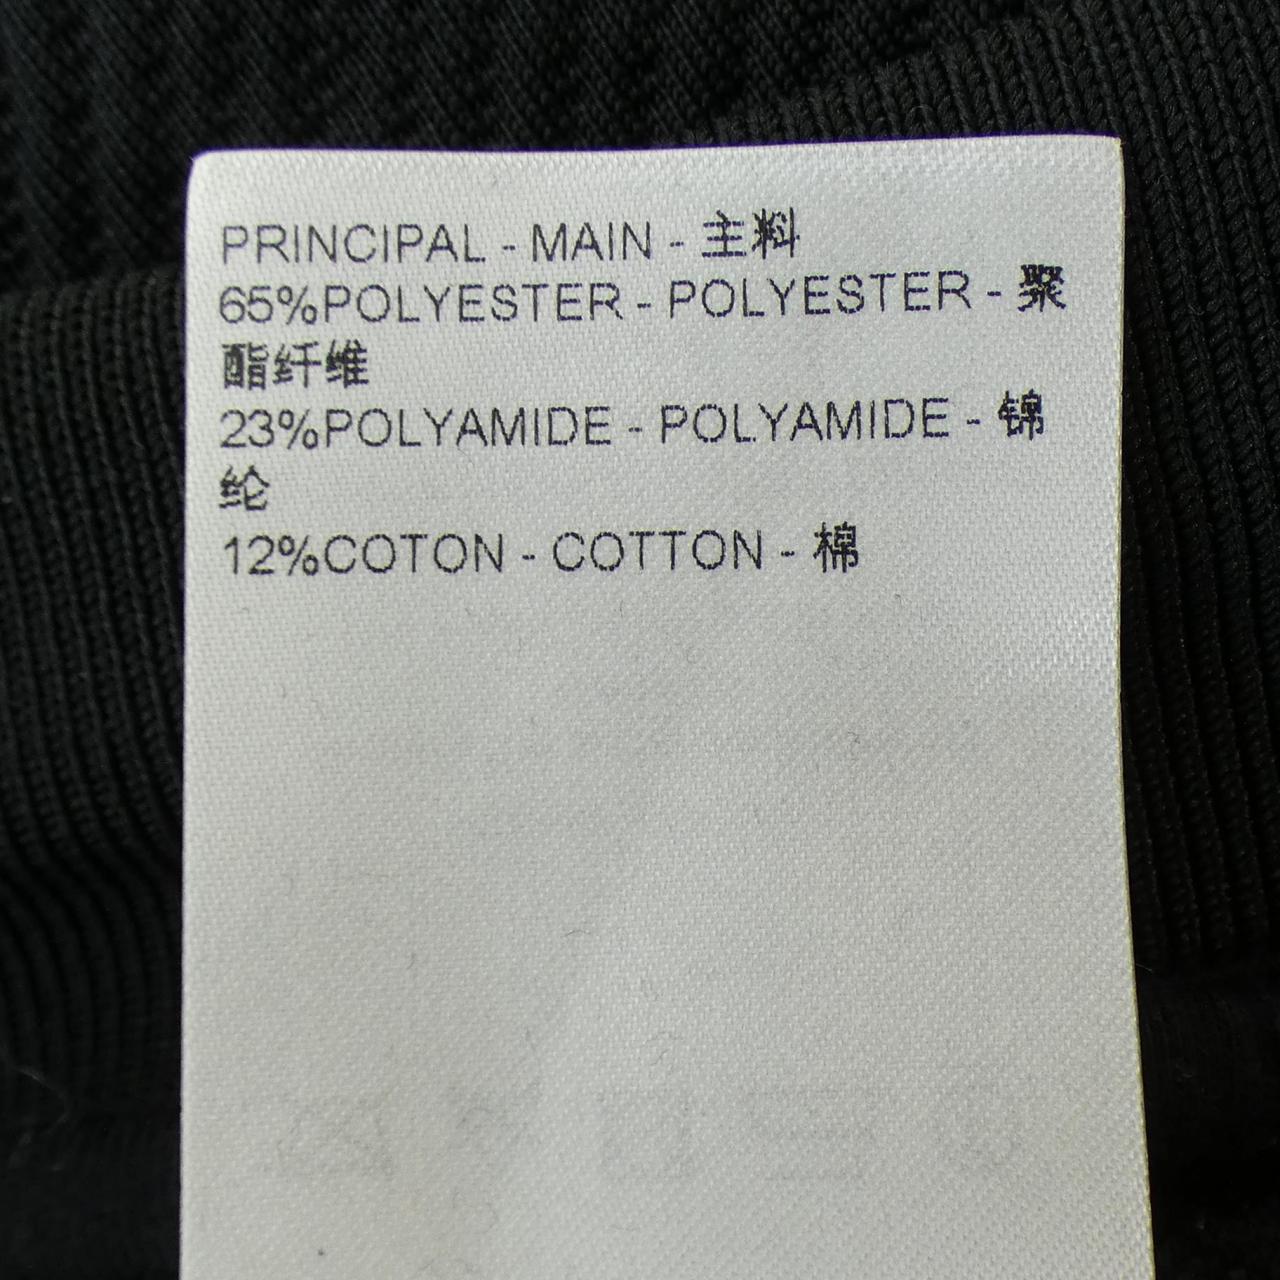 PRINCIPAL - MAIN - 主料
65%POLYESTER - POLYESTER - 聚
酯纤维
23%POLYAMIDE - POLYAMIDE - 锦
纶
12%COTON - COTTON - 棉